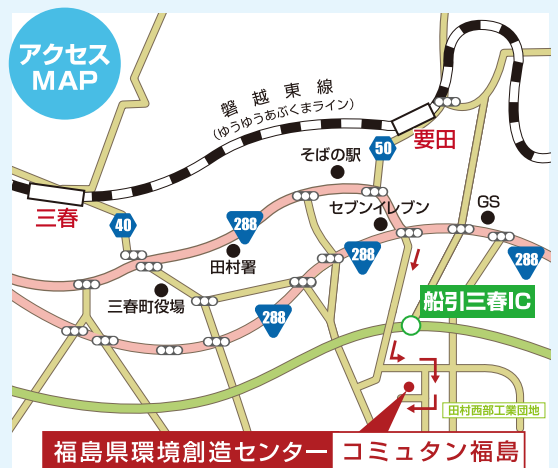 アクセス
MAP
磐越東線
(ゆうゆうあぶくまライン)
要田
50
そばの駅
三春
40
288
セブンイレブン
GS
田村署
288
288
三春町役場
288
船引三春IC
田村西部工業団地
福島県環境創造センター コミュタン福島